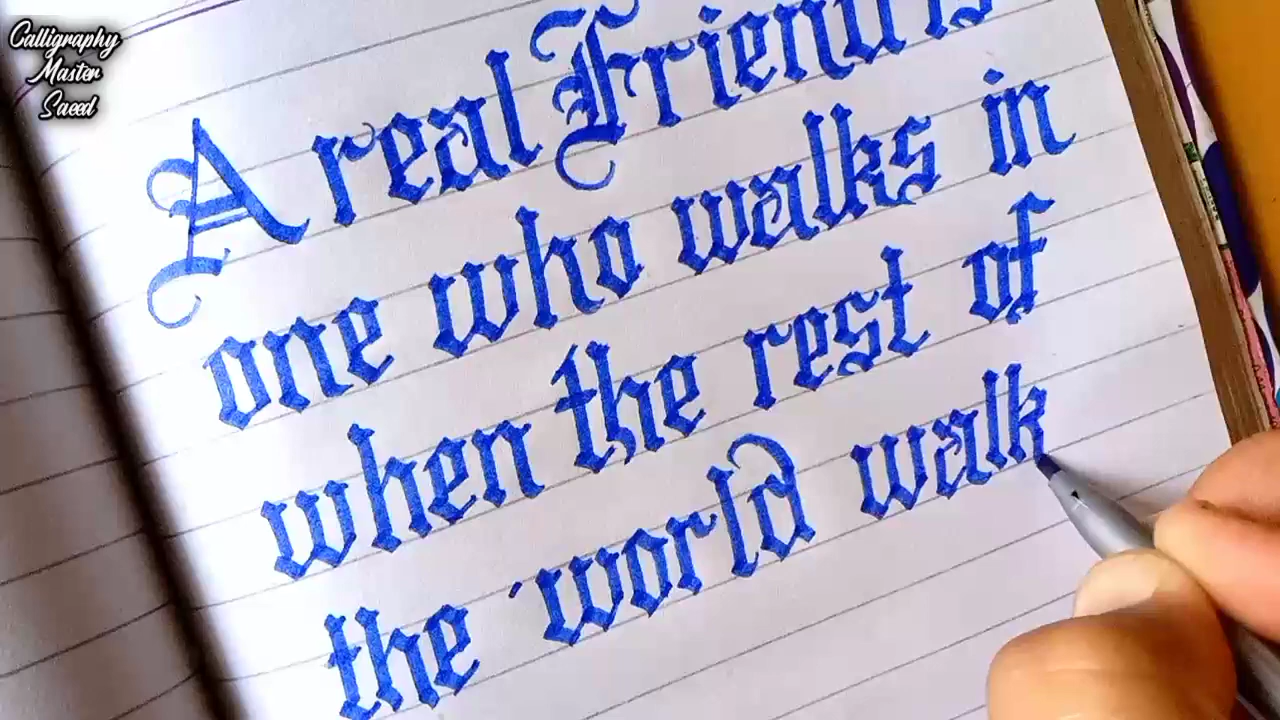 Calligraphy
Master
Saeed
A real Friend is
one who walks in
when the rest of
the world walk